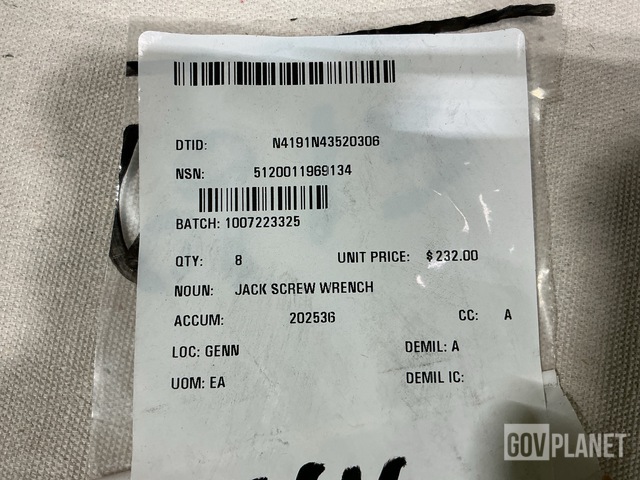 DTID: N4191N43520306
NSN: 5120011969134
BATCH: 1007223325
QTY: 8 UNIT PRICE: $232.00
NOUN: JACK SCREW WRENCH
ACCUM: 202536 CC: A
LOC: GENN DEMIL: A
UOM: EA DEMIL IC:
GOVPLANET